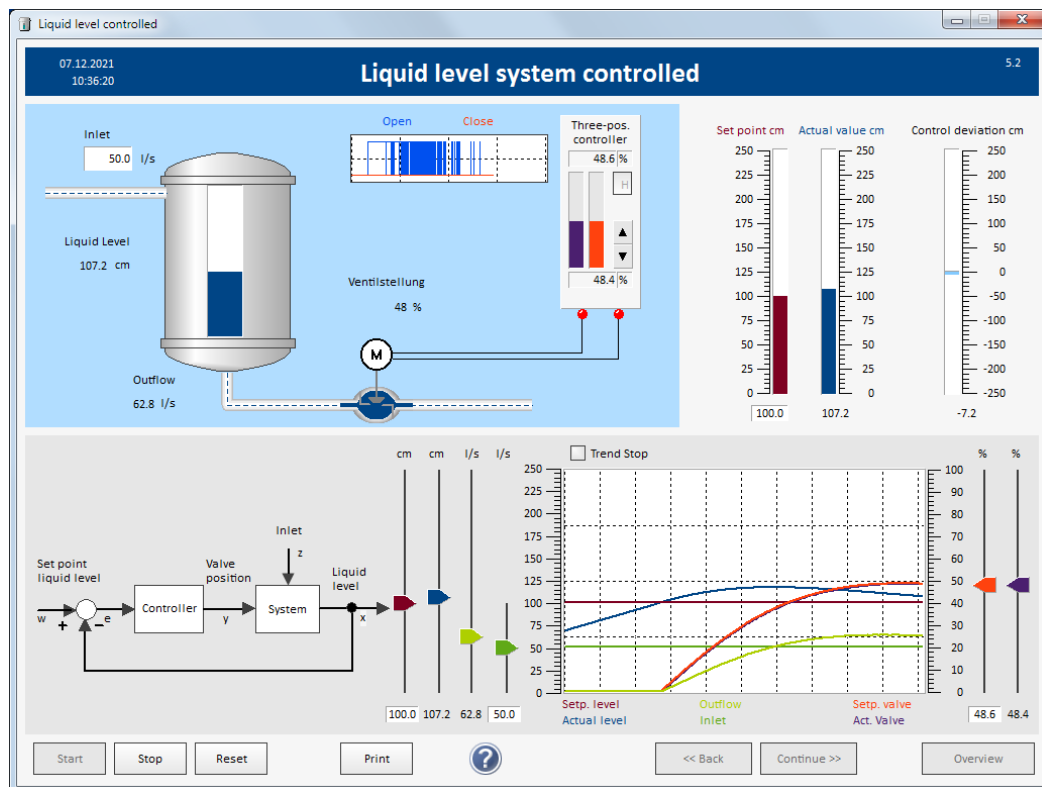 Liquid level controlled
07.12.2021
10:36:20
Liquid level system controlled
5.2
Inlet
50.0 l/s
Open Close
Three-pos.
controller
48.6 %
H
48.4 %
Liquid Level
107.2 cm
Ventilstellung
48 %
M
Outflow
62.8 l/s
Set point cm Actual value cm Control deviation cm
250 250 250
225 225 200
200 200 150
175 175 100
150 150 50
125 125 0
100 100 -50
75 75 -100
50 50 -150
25 25 -200
0 0 -250
100.0 107.2 -7.2
cm cm l/s l/s
Trend Stop
% %
250 100
225 90
200 80
175 70
150 60
125 50
100 40
75 30
50 20
25 10
0 0
Inlet
z
Set point
liquid level
Valve
position
Liquid
level
Controller
System
w + e y x
−
100.0 107.2 62.8 50.0
Setp. level Outflow Setp. valve
Actual level Inlet Act. Valve
48.6 48.4
Start Stop Reset Print ? << Back Continue >> Overview